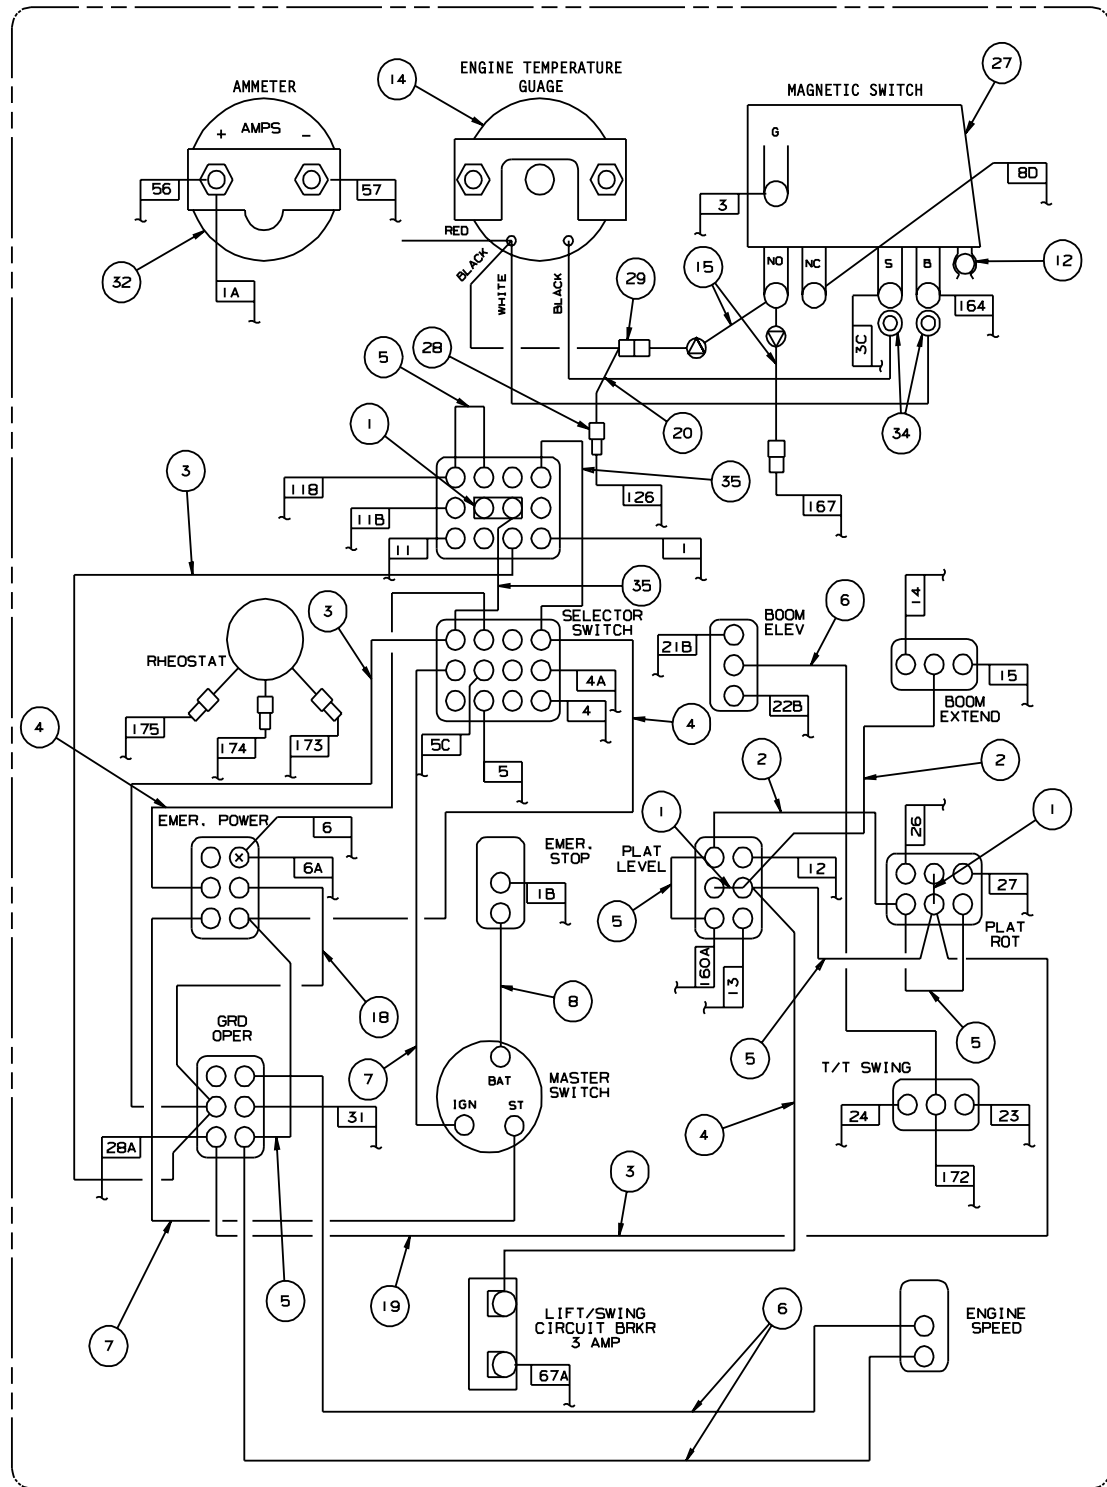 AMMETER
+ AMPS -
56
57
32
1A
14
ENGINE TEMPERATURE
GUAGE
RED
BLACK
WHITE
BLACK
MAGNETIC SWITCH
27
G
3
8D
NO
NC
S
B
12
15
29
3C
164
34
28
20
5
1
3
35
118
11B
11
1
126
167
35
SELECTOR
SWITCH
3
RHEOSTAT
175
174
173
4
4A
4
5C
5
4
BOOM
ELEV
6
21B
22B
14
15
BOOM
EXTEND
2
2
EMER. POWER
6
6A
18
EMER.
STOP
1B
8
PLAT
LEVEL
1
5
12
160A
13
26
1
27
PLAT
ROT
5
5
GRD
OPER
31
28A
5
7
7
MASTER
SWITCH
BAT
IGN
ST
T/T SWING
24
23
172
4
3
19
LIFT/SWING
CIRCUIT BRKR
3 AMP
67A
6
ENGINE
SPEED